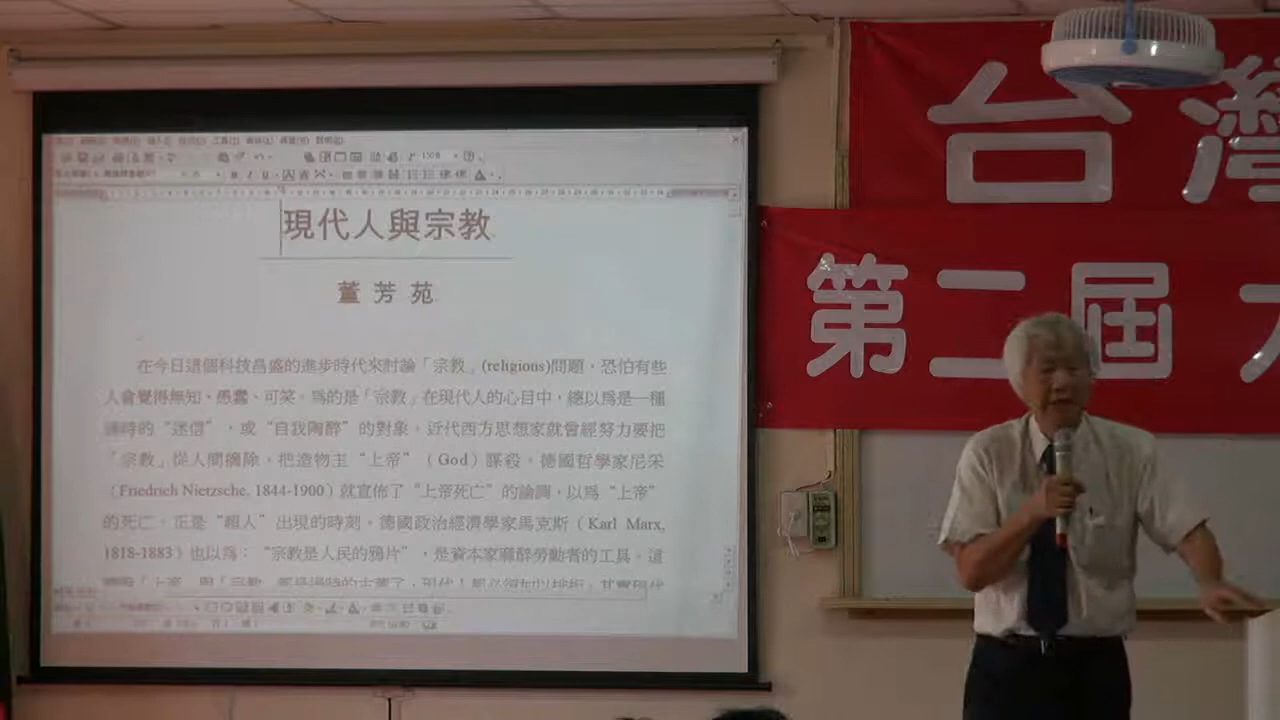 現代人與宗教
董芳苑
在今日這個科技昌盛的進步時代來討論「宗教」(religions)問題，恐怕有些
人會覺得無知、愚蠢、可笑。為的是「宗教」在現代人的心目中，總以為是一種
過時的“迷信”，或“自我陶醉”的對象。近代西方思想家就曾經努力要把
「宗教」從人間摘除，把造物主“上帝”（God）謀殺。德國哲學家尼采
（Friedrich Nietzsche, 1844-1900）就宣佈了“上帝死亡”的論調，以為“上帝”
的死亡，正是“超人”出現的時刻。德國政治經濟學家馬克斯（Karl Marx,
1818-1883）也以為：“宗教是人民的鴉片”，是資本家麻醉勞動者的工具。這
台灣
第二屆